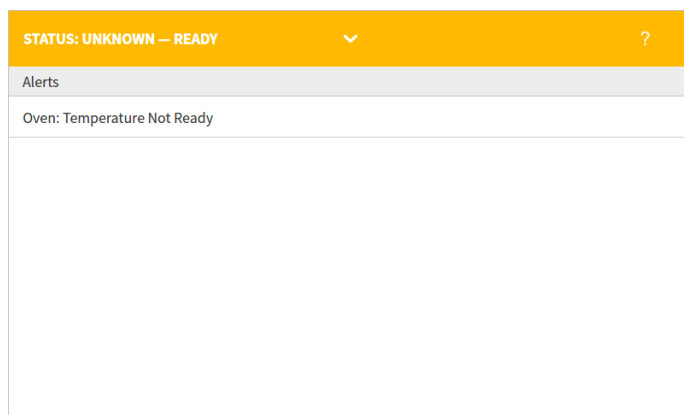 STATUS: UNKNOWN — READY
?
Alerts
Oven: Temperature Not Ready